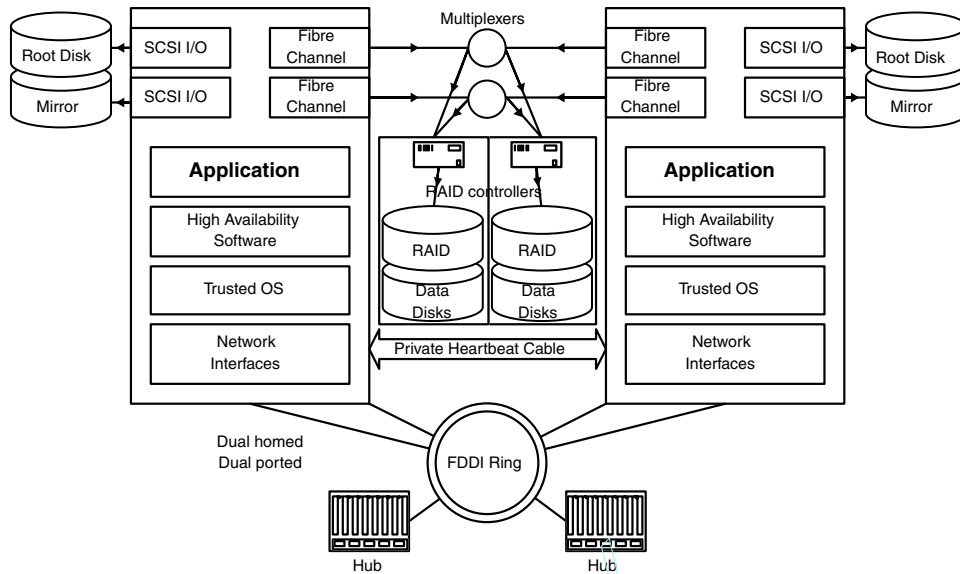 Multiplexers
Root Disk
Mirror
SCSI I/O
SCSI I/O
Fibre
Channel
Fibre
Channel
Application
High Availability
Software
Trusted OS
Network
Interfaces
RAID controllers
RAID
Data
Disks
RAID
Data
Disks
Private Heartbeat Cable
Fibre
Channel
Fibre
Channel
SCSI I/O
SCSI I/O
Root Disk
Mirror
Application
High Availability
Software
Trusted OS
Network
Interfaces
Dual homed
Dual ported
FDDI Ring
Hub
Hub